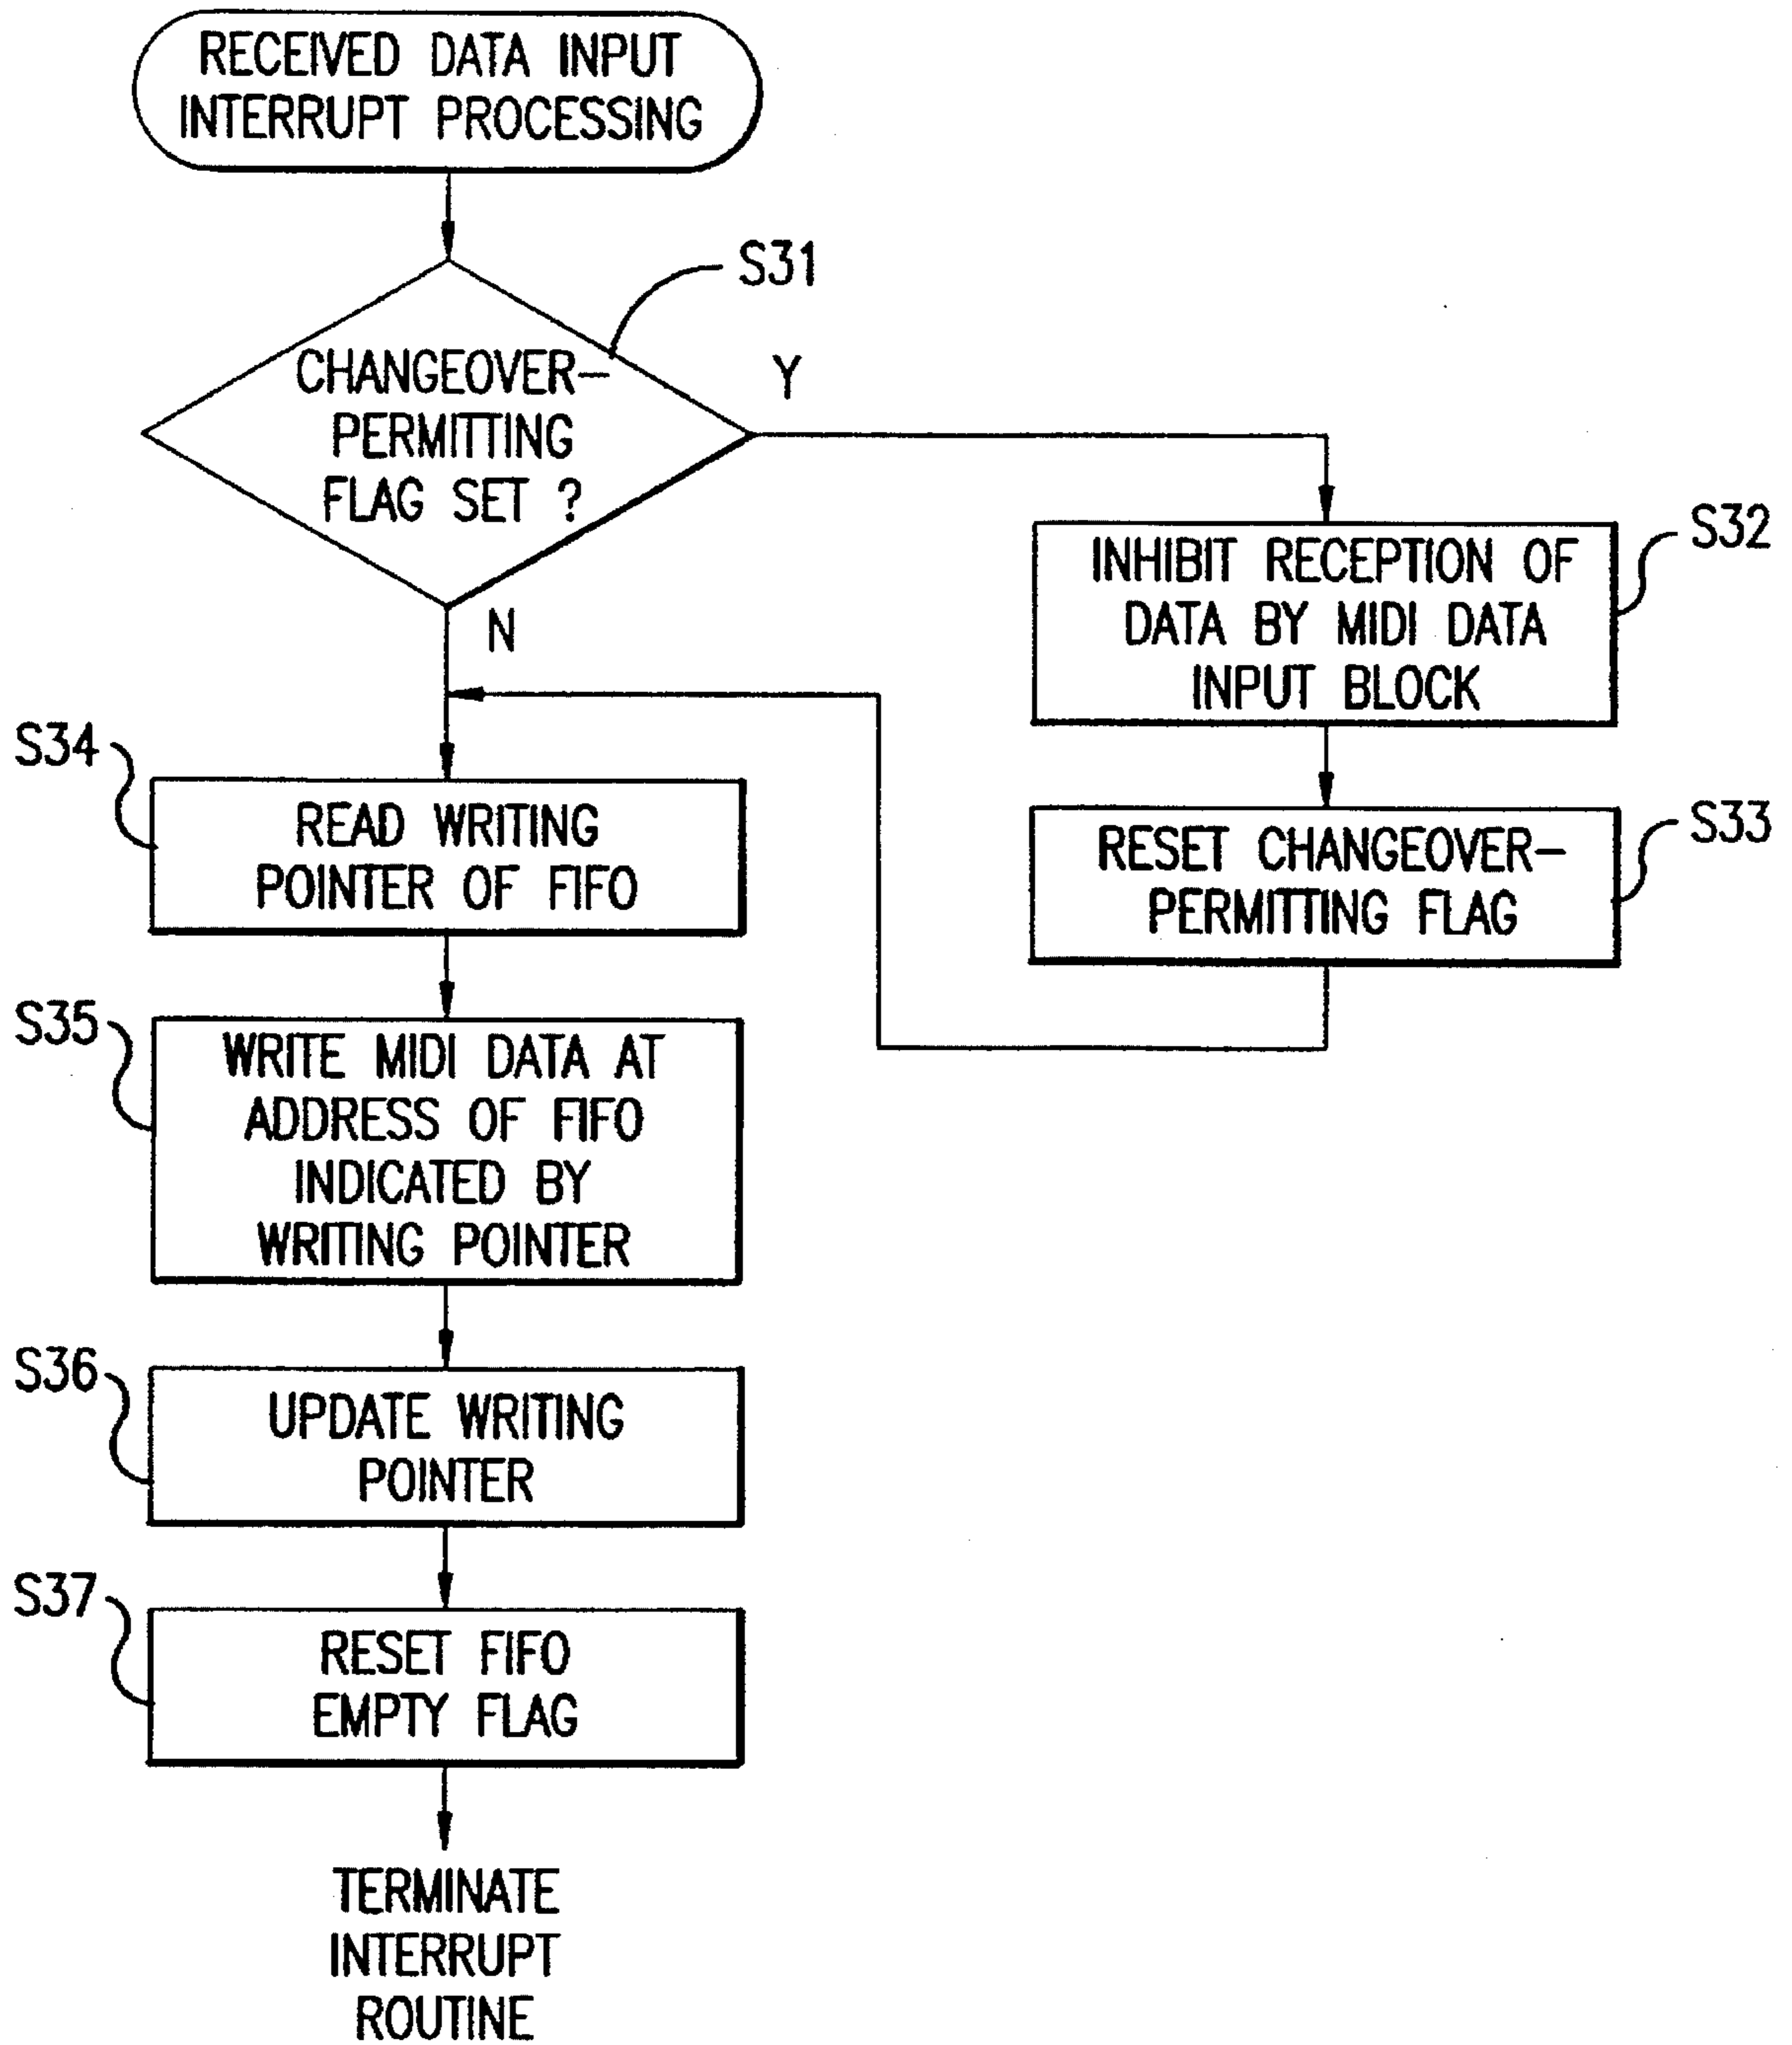 RECEIVED DATA INPUT
INTERRUPT PROCESSING
S31
CHANGEOVER-
PERMITTING
FLAG SET ?
Y
N
S32
INHIBIT RECEPTION OF
DATA BY MIDI DATA
INPUT BLOCK
S33
RESET CHANGEOVER-
PERMITTING FLAG
S34
READ WRITING
POINTER OF FIFO
S35
WRITE MIDI DATA AT
ADDRESS OF FIFO
INDICATED BY
WRITING POINTER
S36
UPDATE WRITING
POINTER
S37
RESET FIFO
EMPTY FLAG
TERMINATE
INTERRUPT
ROUTINE